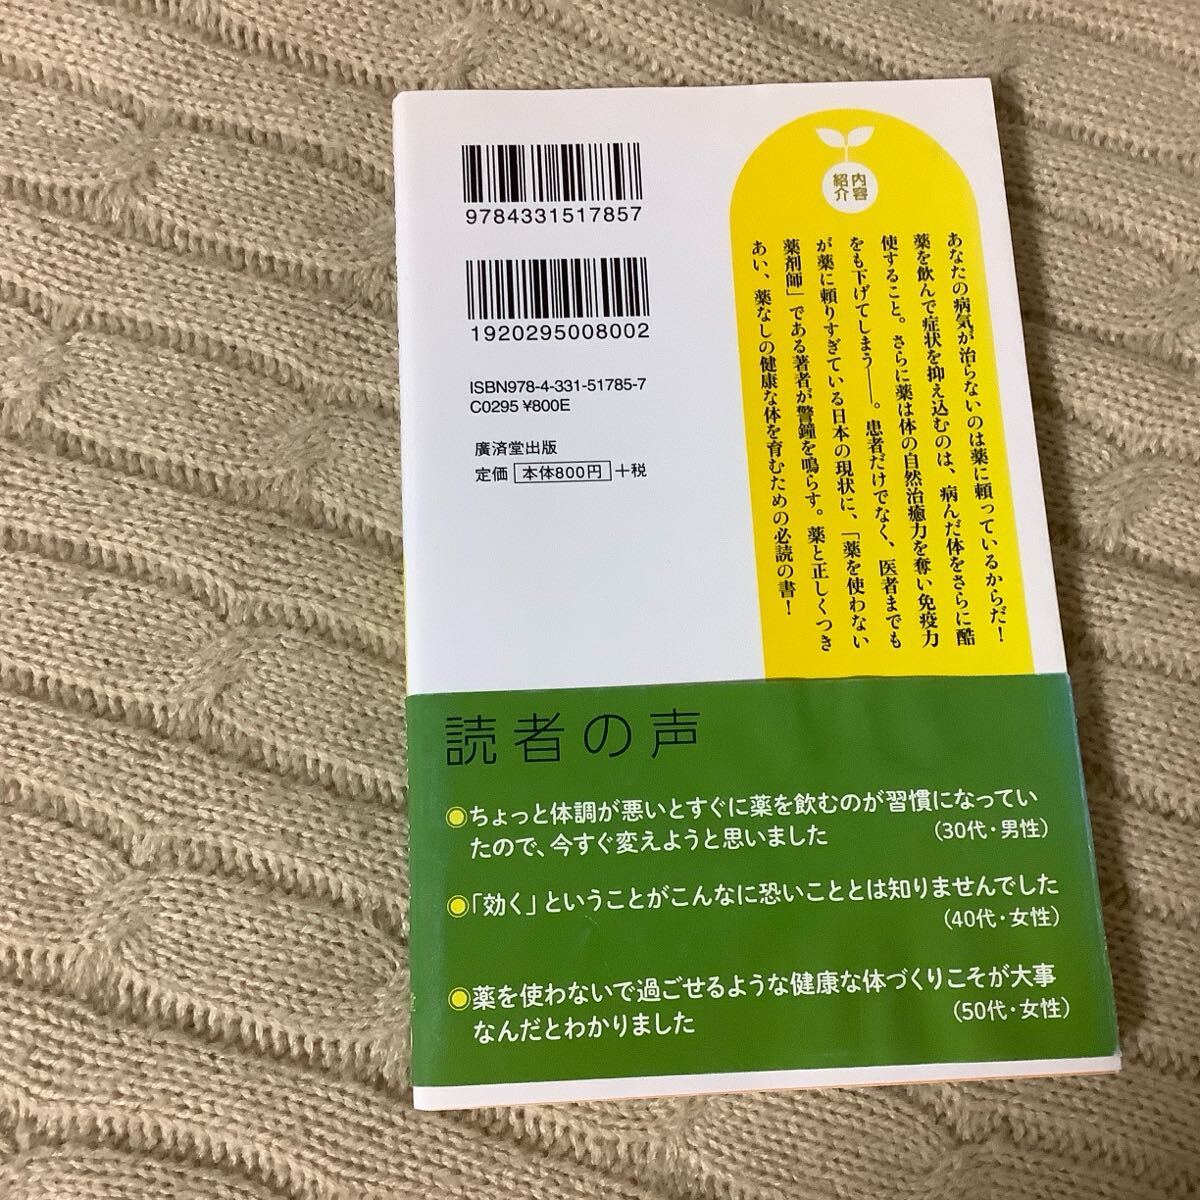 9784331517857
1920295008002
ISBN978-4-331-51785-7
C0295 ¥800E
廣済堂出版
定価 本体800円 +税
内容
紹介
あなたの病気が治らないのは薬に頼っているからだ!
薬を飲んで症状を抑え込むのは、病んだ体をさらに酷
使すること。さらに薬は体の自然治癒力を奪い免疫力
をも下げてしまう――。患者だけでなく、医者までも
が薬に頼りすぎている日本の現状に、「薬を使わない
薬剤師」である著者が警鐘を鳴らす。薬と正しくつき
あい、薬なしの健康な体を育むための必読の書!
読者の声
◉ちょっと体調が悪いとすぐに薬を飲むのが習慣になってい
たので、今すぐ変えようと思いました
(30代・男性)
◉「効く」ということがこんなに恐いこととは知りませんでした
(40代・女性)
◉薬を使わないで過ごせるような健康な体づくりこそが大事
なんだとわかりました
(50代・女性)